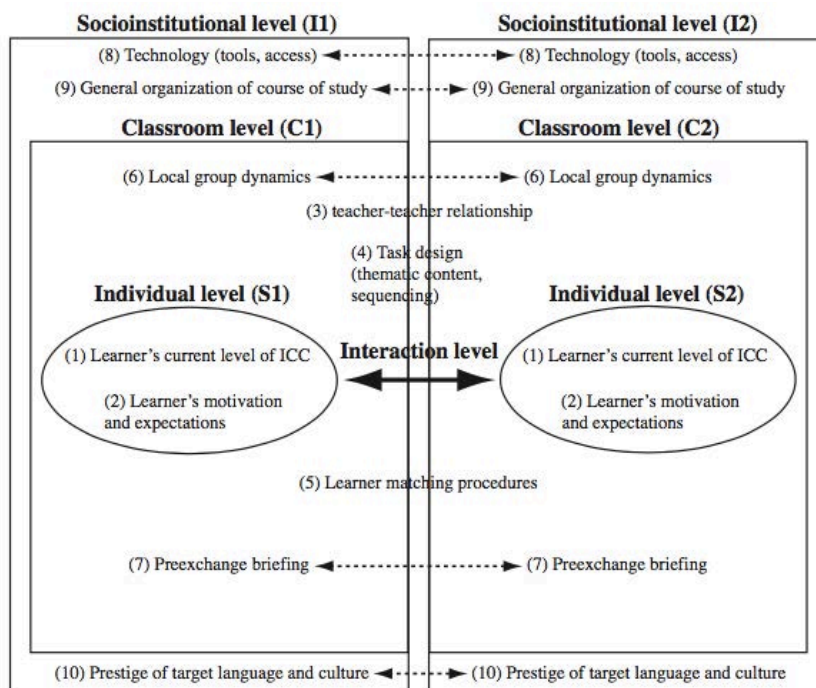 Socioinstitutional level (I1) Socioinstitutional level (I2)
(8) Technology (tools, access) (8) Technology (tools, access)
(9) General organization of course of study (9) General organization of course of study
Classroom level (C1) Classroom level (C2)
(6) Local group dynamics (6) Local group dynamics
(3) teacher-teacher relationship
(4) Task design
(thematic content,
sequencing)
Individual level (S1) Individual level (S2)
Interaction level
(1) Learner's current level of ICC (1) Learner's current level of ICC
(2) Learner's motivation (2) Learner's motivation
and expectations and expectations
(5) Learner matching procedures
(7) Preexchange briefing (7) Preexchange briefing
(10) Prestige of target language and culture (10) Prestige of target language and culture